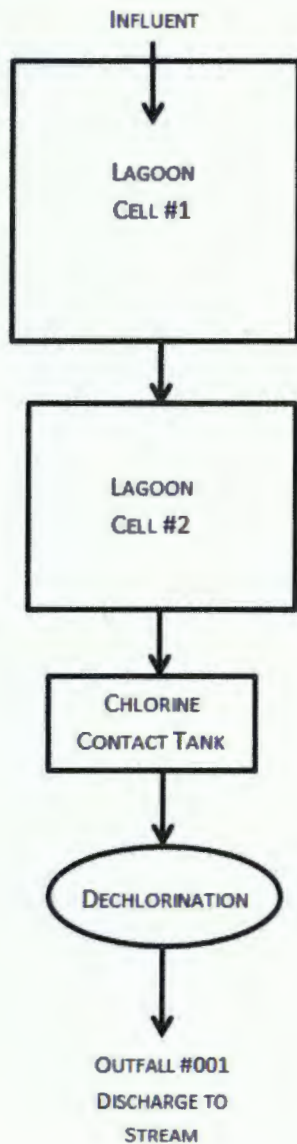 INFLUENT
LAGOON
CELL #1
LAGOON
CELL #2
CHLORINE
CONTACT TANK
DECHLORINATION
OUTFALL #001
DISCHARGE TO
STREAM